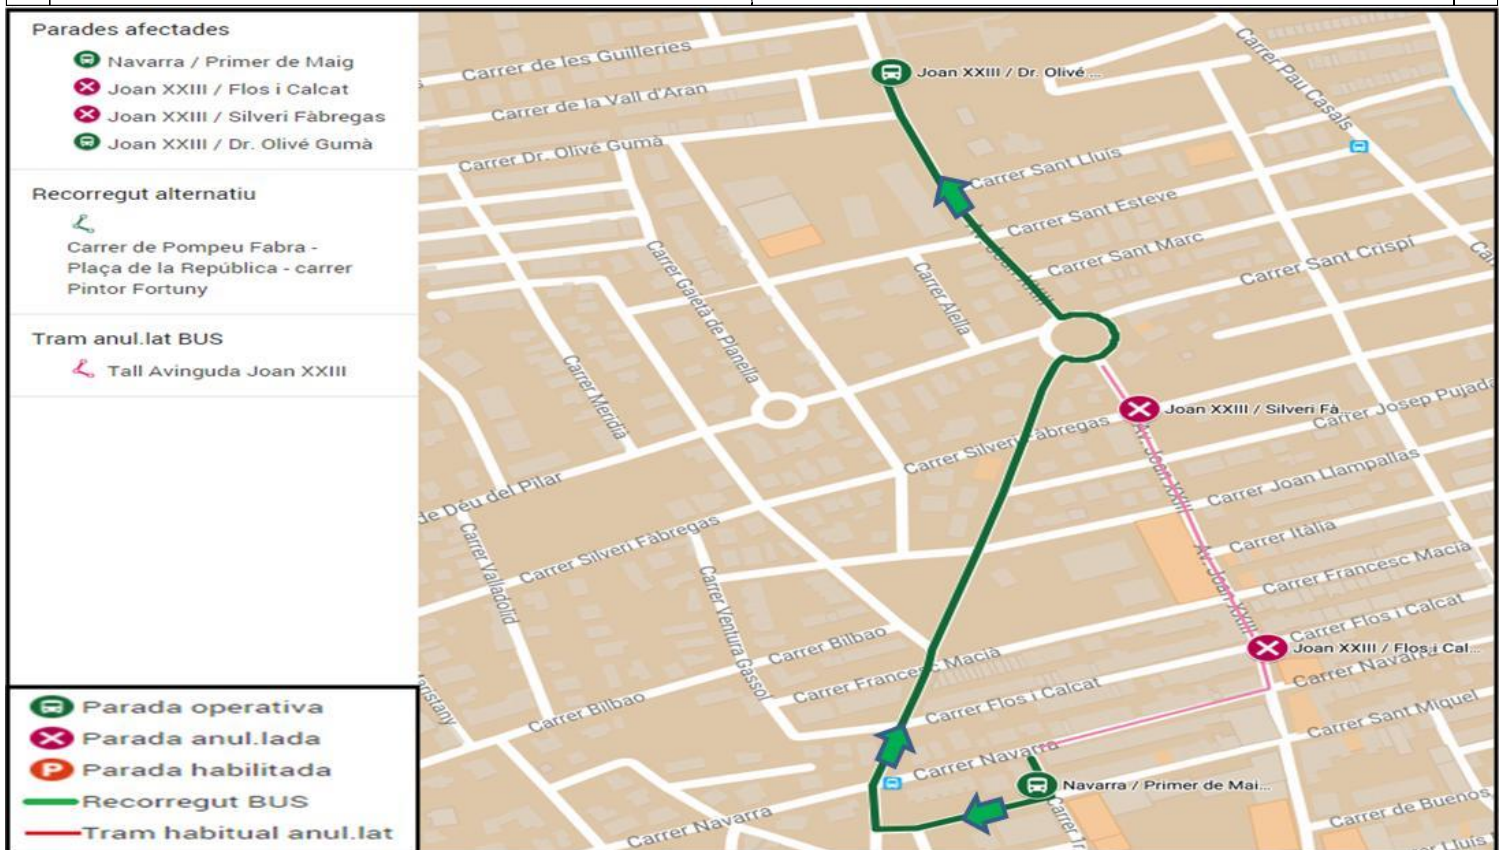 Parades afectades
Navarra / Primer de Maig
Joan XXIII / Flos i Calcat
Joan XXIII / Silveri Fàbregas
Joan XXIII / Dr. Olivé Gumà
Recorregut alternatiu
Carrer de Pompeu Fabra -
Plaça de la República - carrer
Pintor Fortuny
Tram anul.lat BUS
Tall Avinguda Joan XXIII
Parada operativa
Parada anul.lada
P Parada habilitada
Recorregut BUS
Tram habitual anul.lat
Carrer de les Guilleries
Joan XXIII / Dr. Olivé ...
Carrer Pau Casals
Carrer de la Vall d'Aran
Carrer Dr. Olivé Gumà
Carrer Sant Lluís
Carrer Sant Esteve
Carrer Sant Marc
Carrer Sant Crispí
Carrer Gaietà de Planella
Carrer Alella
Carrer Meridià
Joan XXIII / Silveri Fà...
Carrer Josep Pujada
Carrer Silveri Fàbregas
Av. Joan XXIII
Carrer Joan Llampallas
de Déu del Pilar
Carrer Silveri Fàbregas
Carrer Itàlia
Av. Joan XXIII
Carrer Francesc Macià
Carrer Valladolid
Carrer Ventura Gassol
Carrer Flos i Calcat
Carrer Bilbao
Joan XXIII / Flos i Cal...
Carrer Francesc Macià
Carrer Navarra
Carrer Flos i Calcat
Carrer Bilbao
Carrer Sant Miquel
Carrer Navarra
Navarra / Primer de Mai...
Carrer de Buenos
Carrer Navarra
Lluís